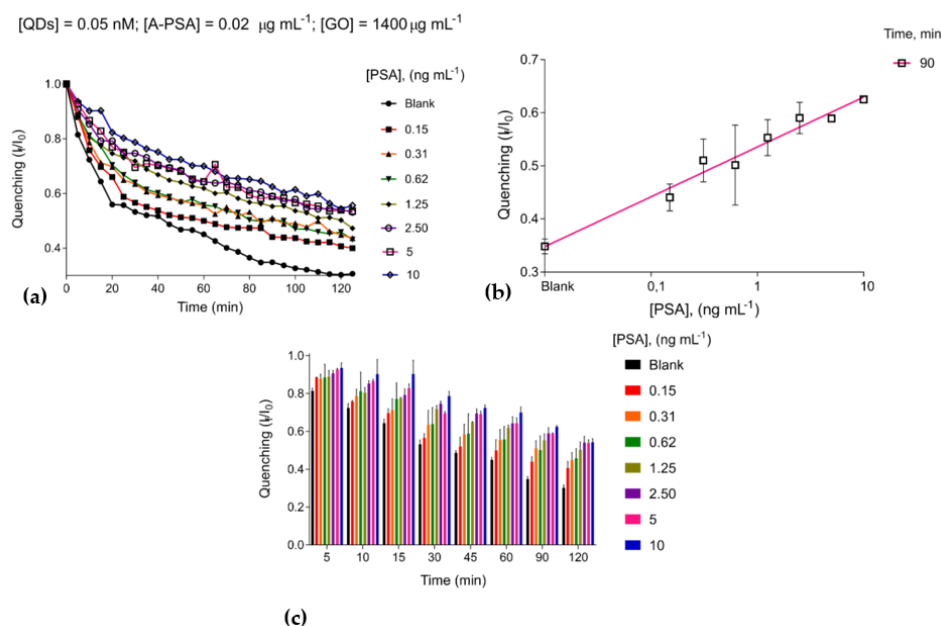 [QDs] = 0.05 nM; [A-PSA] = 0.02 μg mL⁻¹; [GO] = 1400 μg mL⁻¹
[PSA], (ng mL⁻¹)
Blank
0.15
0.31
0.62
1.25
2.50
5
10
Quenching (I/I₀)
1.0
0.8
0.6
0.4
0 20 40 60 80 100 120
Time (min)
(a)
Time, min
90
Quenching (I/I₀)
0.7
0.6
0.5
0.4
0.3
Blank 0,1 1 10
[PSA], (ng mL⁻¹)
(b)
[PSA], (ng mL⁻¹)
Blank
0.15
0.31
0.62
1.25
2.50
5
10
Quenching (I/I₀)
1.0
0.8
0.6
0.4
0.2
0.0
5 10 15 30 45 60 90 120
Time (min)
(c)